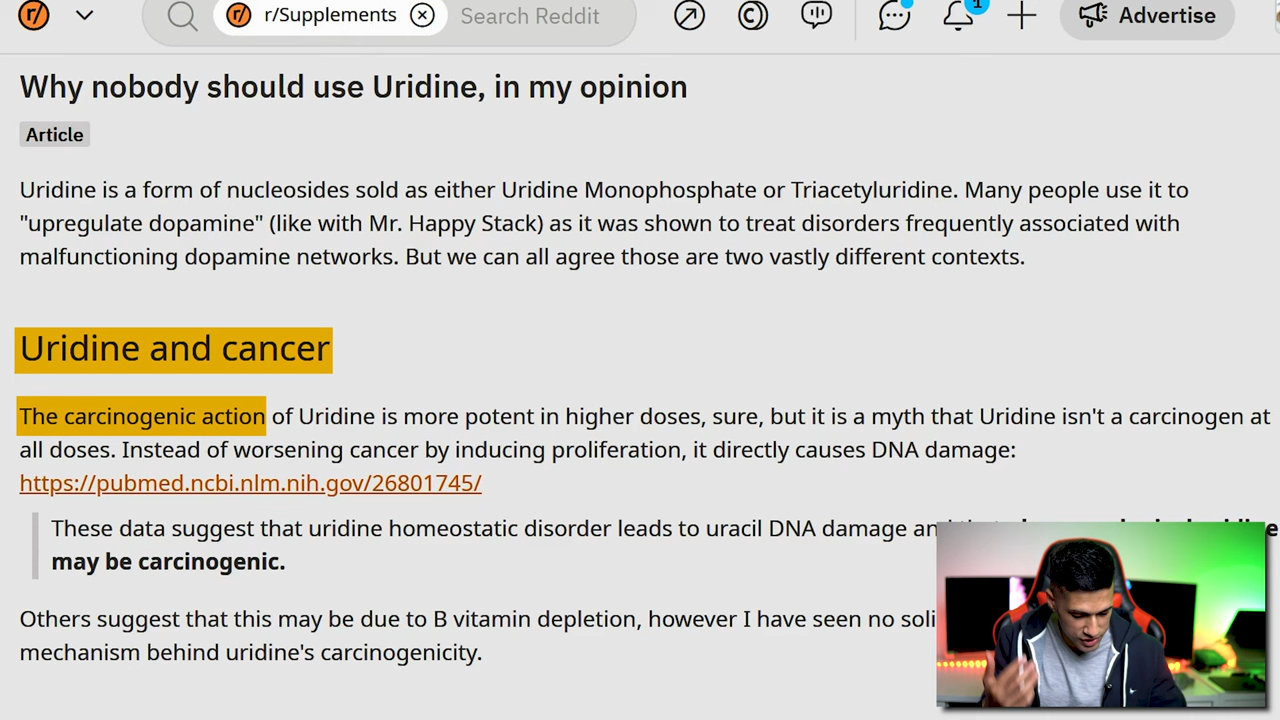 r/Supplements
Search Reddit
1
Advertise
Why nobody should use Uridine, in my opinion
Article
Uridine is a form of nucleosides sold as either Uridine Monophosphate or Triacetyluridine. Many people use it to
"upregulate dopamine" (like with Mr. Happy Stack) as it was shown to treat disorders frequently associated with
malfunctioning dopamine networks. But we can all agree those are two vastly different contexts.
Uridine and cancer
The carcinogenic action of Uridine is more potent in higher doses, sure, but it is a myth that Uridine isn't a carcinogen at
all doses. Instead of worsening cancer by inducing proliferation, it directly causes DNA damage:
https://pubmed.ncbi.nlm.nih.gov/26801745/
These data suggest that uridine homeostatic disorder leads to uracil DNA damage
may be carcinogenic.
Others suggest that this may be due to B vitamin depletion, however I have seen no
mechanism behind uridine's carcinogenicity.